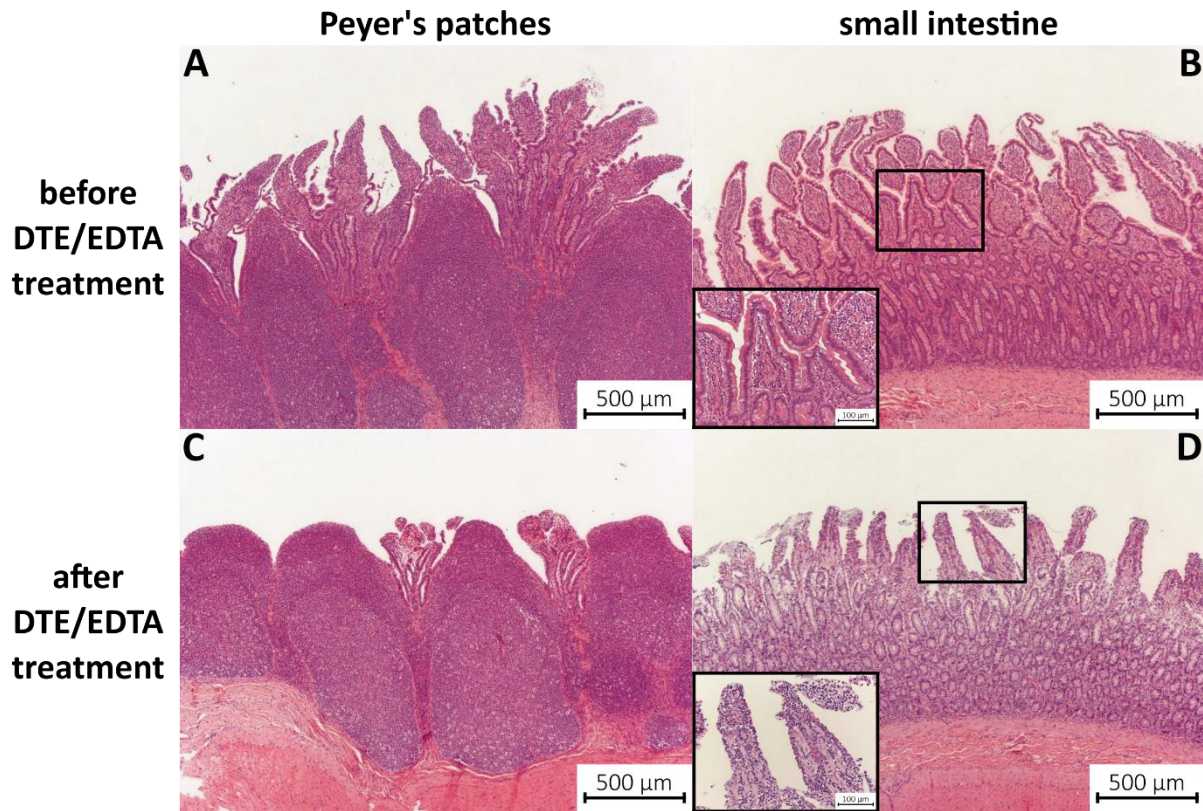 Peyer's patches
small intestine
A
B
before
DTE/EDTA
treatment
100 µm
500 µm
500 µm
C
D
after
DTE/EDTA
treatment
100 µm
500 µm
500 µm